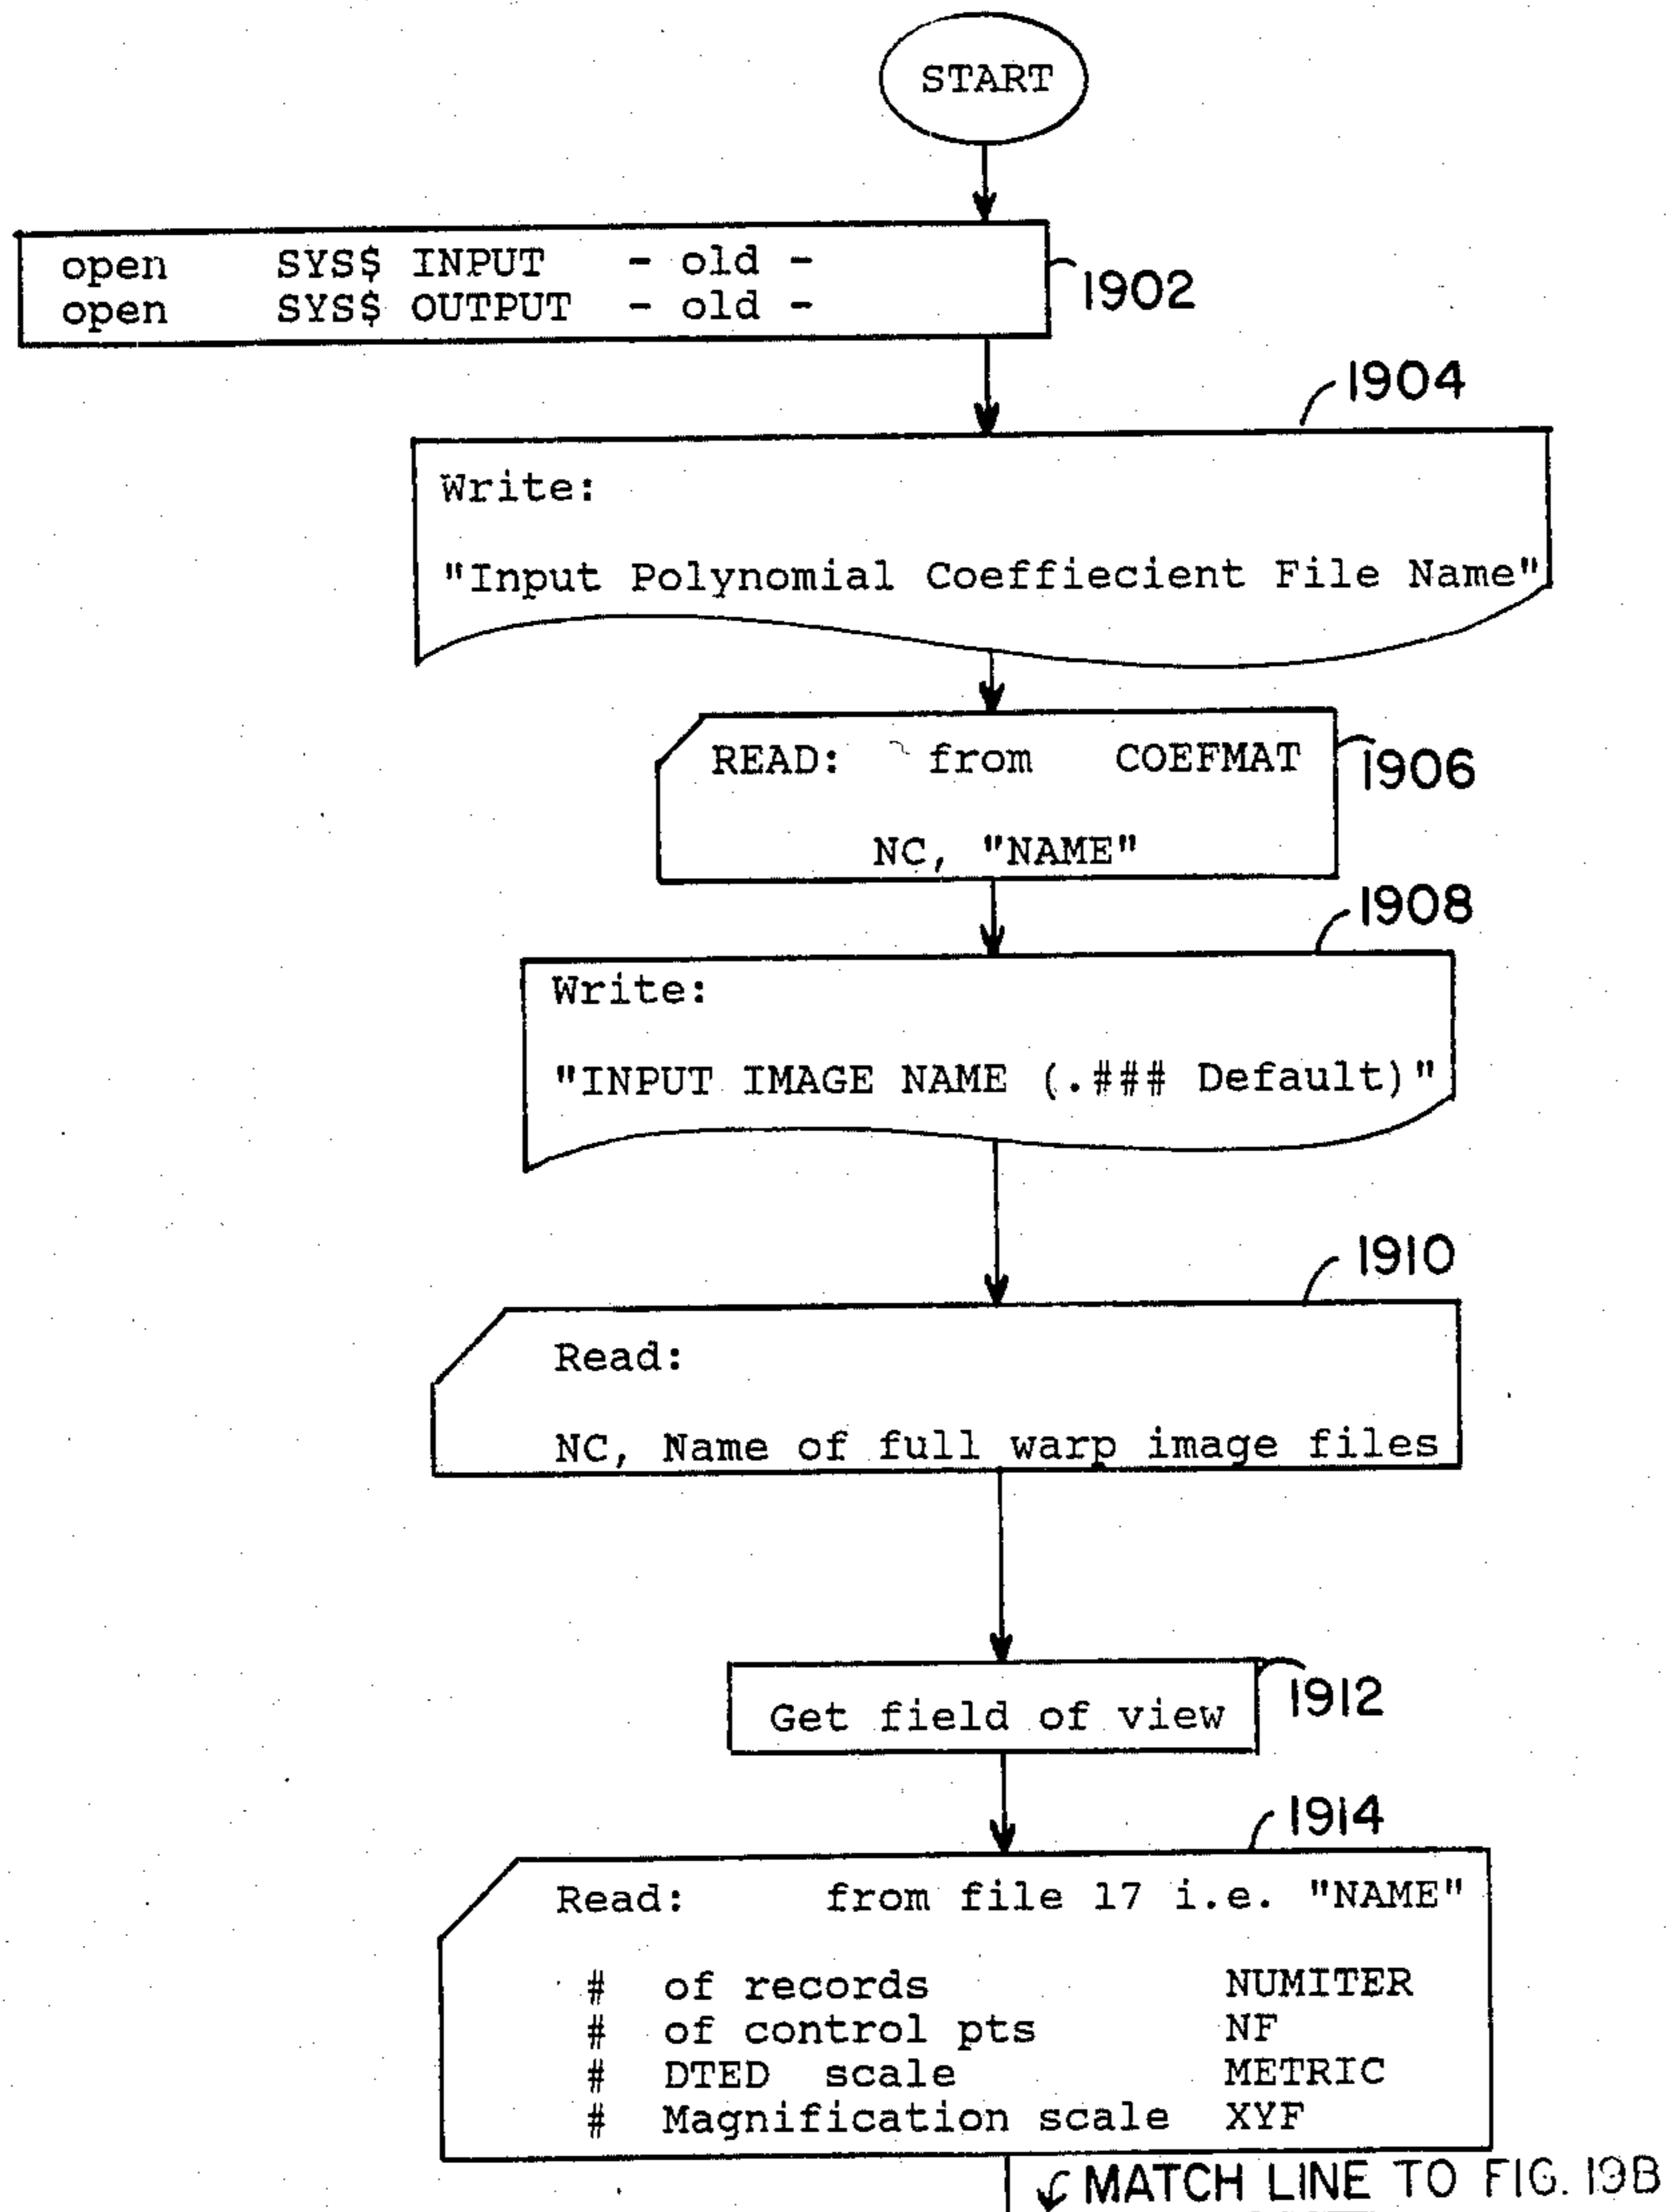 START
open SYS$ INPUT - old -
open SYS$ OUTPUT - old -
1902
1904
Write:
"Input Polynomial Coeffiecient File Name"
READ: from COEFMAT
1906
NC, "NAME"
1908
Write:
"INPUT IMAGE NAME (.### Default)"
1910
Read:
NC, Name of full warp image files
1912
Get field of view
1914
Read: from file 17 i.e. "NAME"
# of records NUMITER
# of control pts NF
# DTED scale METRIC
# Magnification scale XYF
MATCH LINE TO FIG. 19B